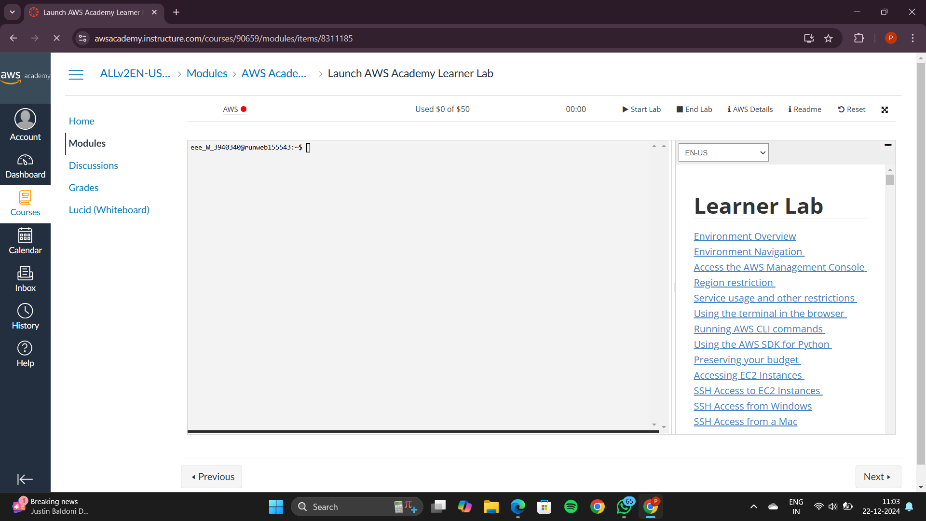 Launch AWS Academy Learner
awsacademy.instructure.com/courses/90659/modules/items/8311185
P
aws academy
Account
Dashboard
Courses
Calendar
Inbox
History
Help
ALLv2EN-US... > Modules > AWS Acade... > Launch AWS Academy Learner Lab
Home
Modules
Discussions
Grades
Lucid (Whiteboard)
AWS
Used $0 of $50
00:00
Start Lab
End Lab
AWS Details
Readme
Reset
eee_W_3940340@runweb155543:~$
EN-US
Learner Lab
Environment Overview
Environment Navigation
Access the AWS Management Console
Region restriction
Service usage and other restrictions
Using the terminal in the browser
Running AWS CLI commands
Using the AWS SDK for Python
Preserving your budget
Accessing EC2 Instances
SSH Access to EC2 Instances
SSH Access from Windows
SSH Access from a Mac
Previous
Next
1
Breaking news
Justin Baldoni D...
Search
65
P
ENG
IN
11:03
22-12-2024